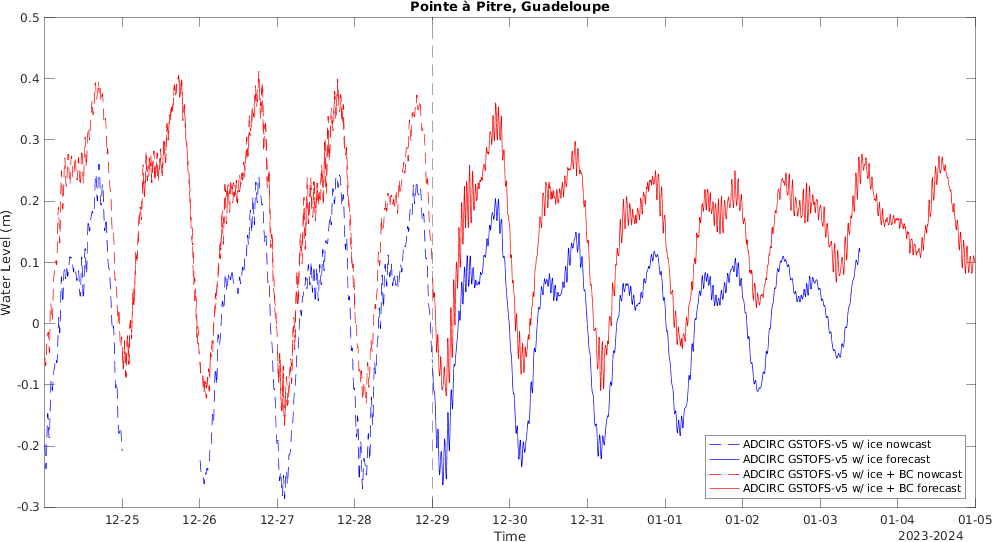 Pointe à Pitre, Guadeloupe
0.5
0.4
0.3
0.2
0.1
0
-0.1
-0.2
-0.3
Water Level (m)
ADCIRC GSTOFS-v5 w/ ice nowcast
ADCIRC GSTOFS-v5 w/ ice forecast
ADCIRC GSTOFS-v5 w/ ice + BC nowcast
ADCIRC GSTOFS-v5 w/ ice + BC forecast
12-25 12-26 12-27 12-28 12-29 12-30 12-31 01-01 01-02 01-03 01-04 01-05
Time
2023-2024